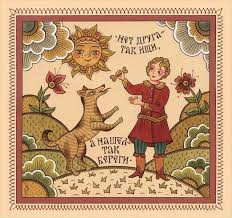 ·НЕТ ДРУГА-
ТАК ИЩИ,
А НАШЕЛ-
ТАК
БЕРЕГИ·